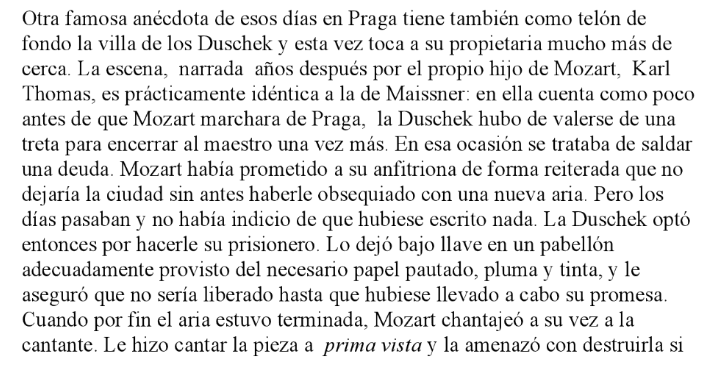 Otra famosa anécdota de esos días en Praga tiene también como telón de
fondo la villa de los Duschek y esta vez toca a su propietaria mucho más de
cerca. La escena, narrada años después por el propio hijo de Mozart, Karl
Thomas, es prácticamente idéntica a la de Maissner: en ella cuenta como poco
antes de que Mozart marchara de Praga, la Duschek hubo de valerse de una
treta para encerrar al maestro una vez más. En esa ocasión se trataba de saldar
una deuda. Mozart había prometido a su anfitriona de forma reiterada que no
dejaría la ciudad sin antes haberle obsequiado con una nueva aria. Pero los
días pasaban y no había indicio de que hubiese escrito nada. La Duschek optó
entonces por hacerle su prisionero. Lo dejó bajo llave en un pabellón
adecuadamente provisto del necesario papel pautado, pluma y tinta, y le
aseguró que no sería liberado hasta que hubiese llevado a cabo su promesa.
Cuando por fin el aria estuvo terminada, Mozart chantajeó a su vez a la
cantante. Le hizo cantar la pieza a prima vista y la amenazó con destruirla si